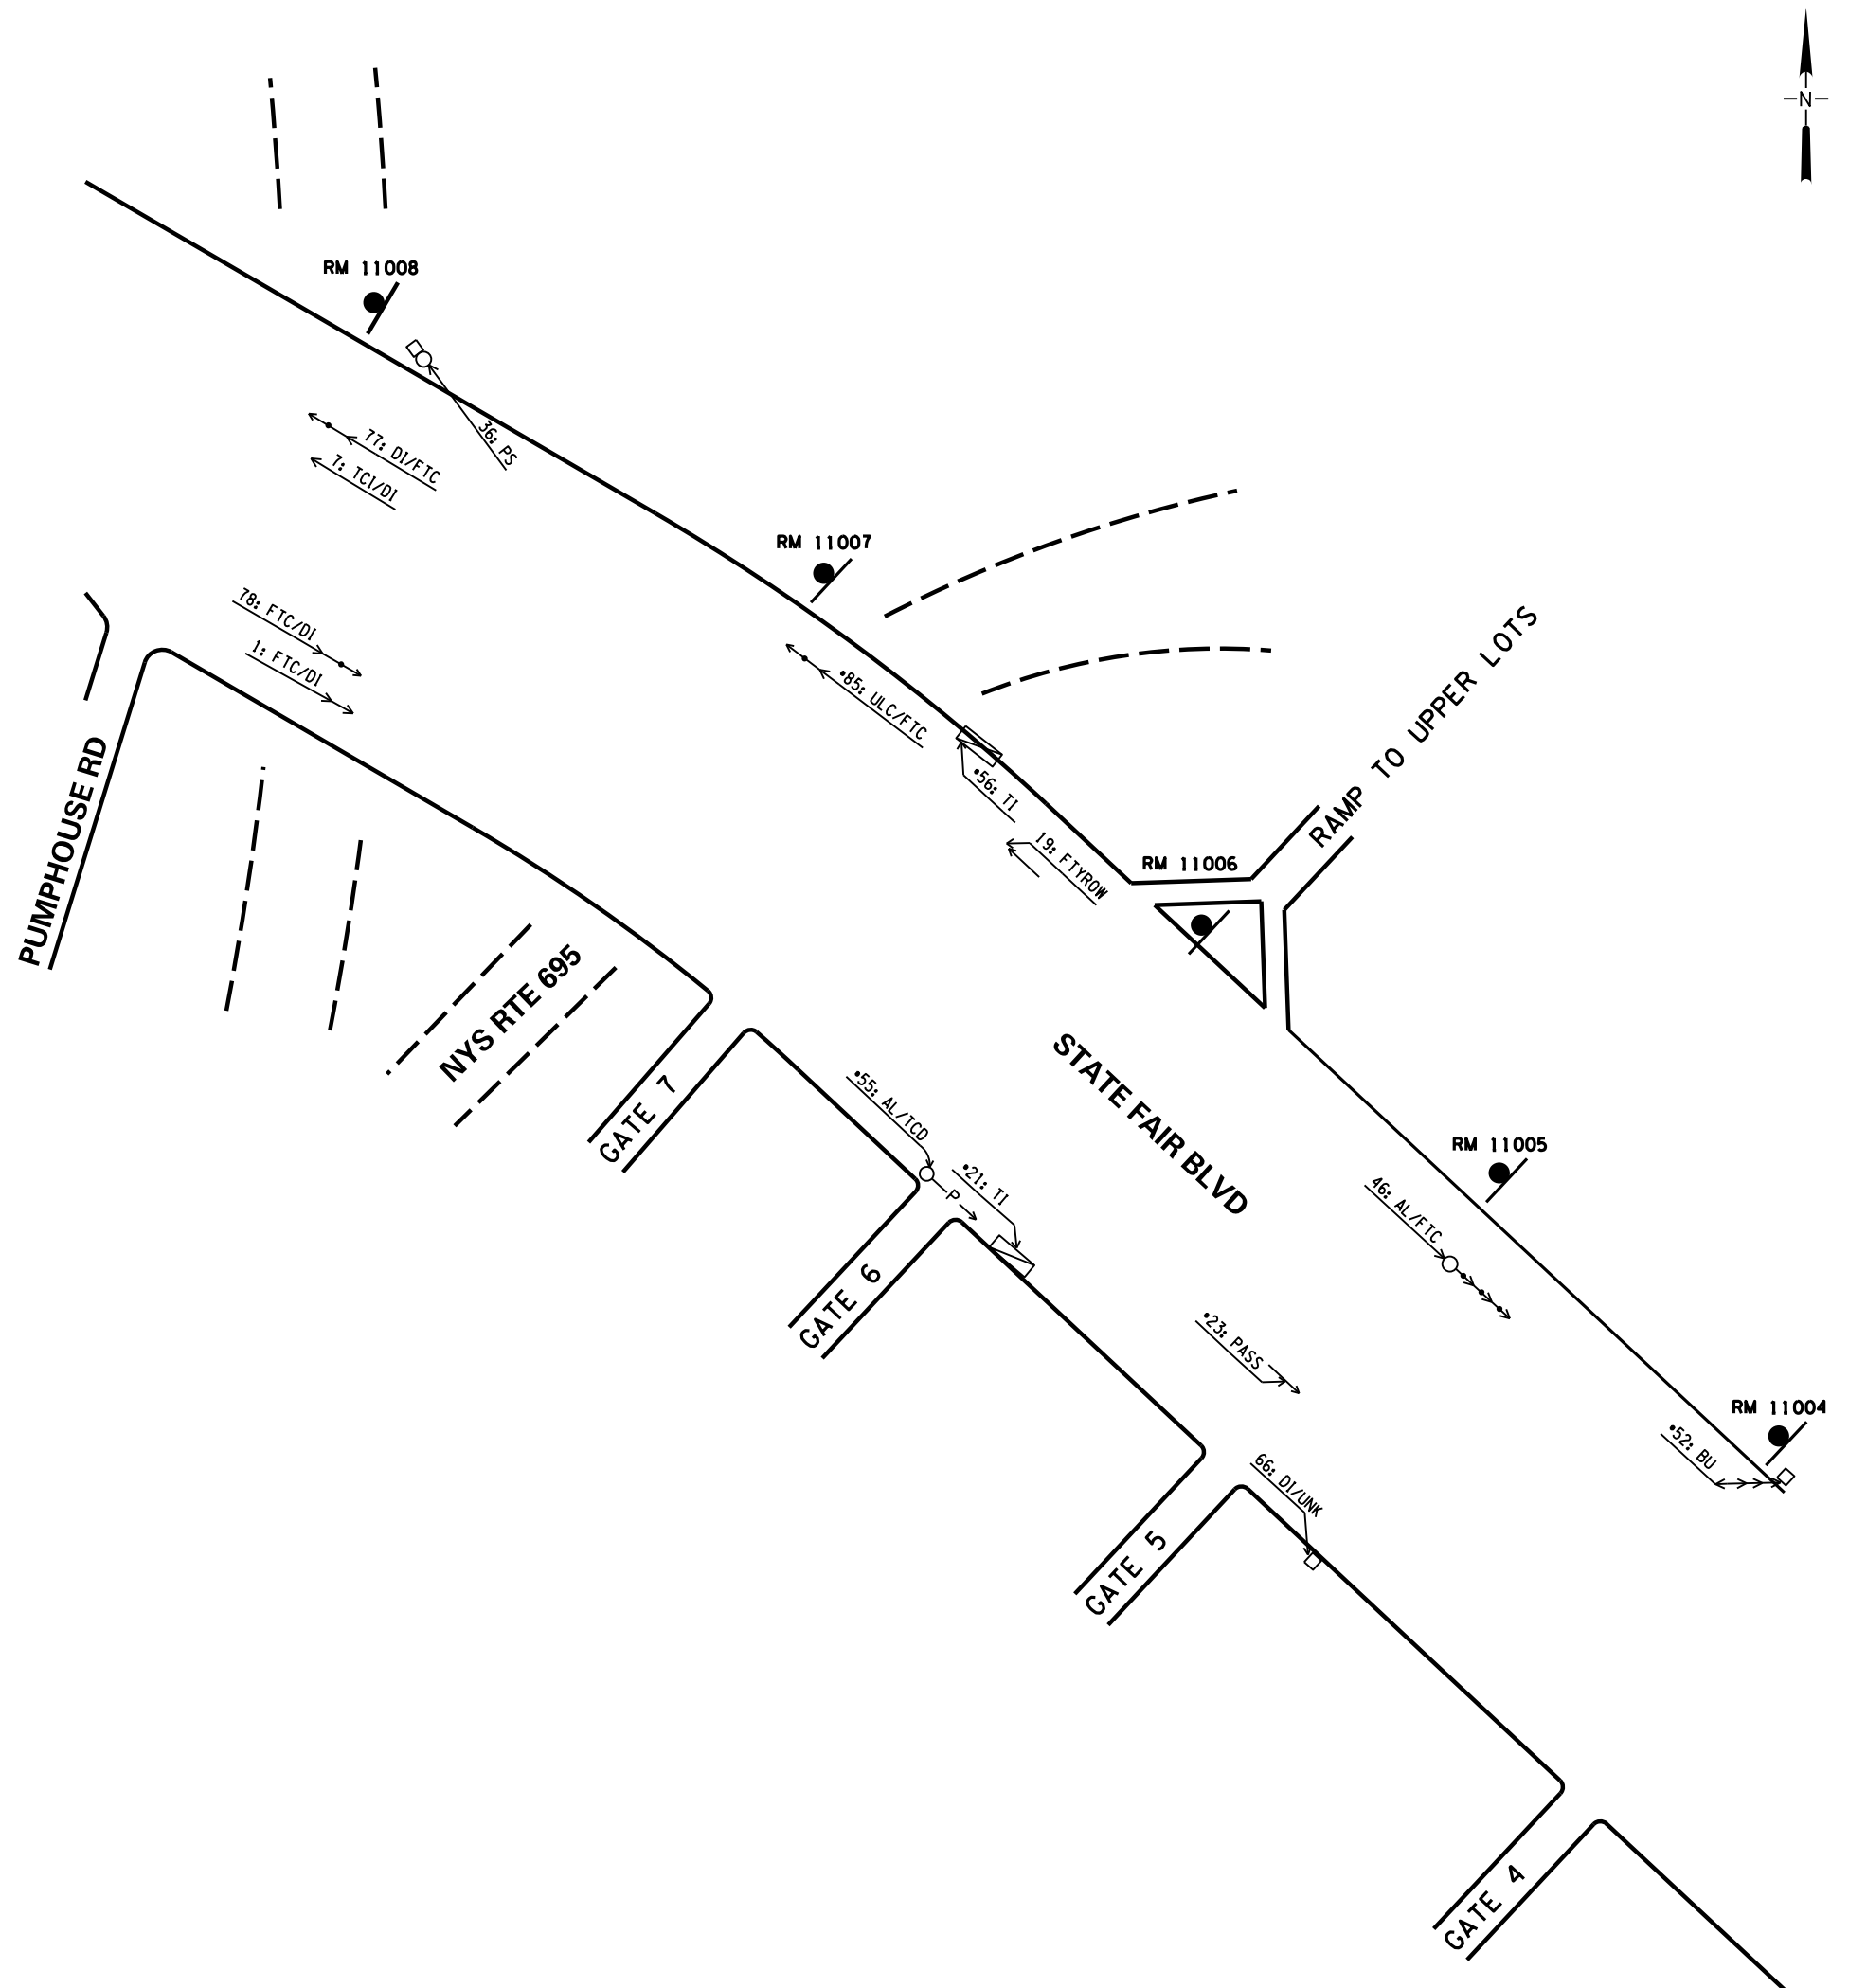 N
RM 11008
36: PS
77: DI/FTC
7: TCI/DI
RM 11007
78: FTC/DI
1: FTC/DI
RAMP TO UPPER LOTS
•85: ULC/FTC
PUMPHOUSE RD
•56: TI
19: FTYROW
RM 11006
NYS RTE 695
STATE FAIR BLVD
GATE 7
•55: AL/TCD
P
•21: TI
RM 11005
46: AL/FTC
GATE 6
•23: PASS
RM 11004
•52: BU
66: DI/UNK
GATE 5
GATE 4